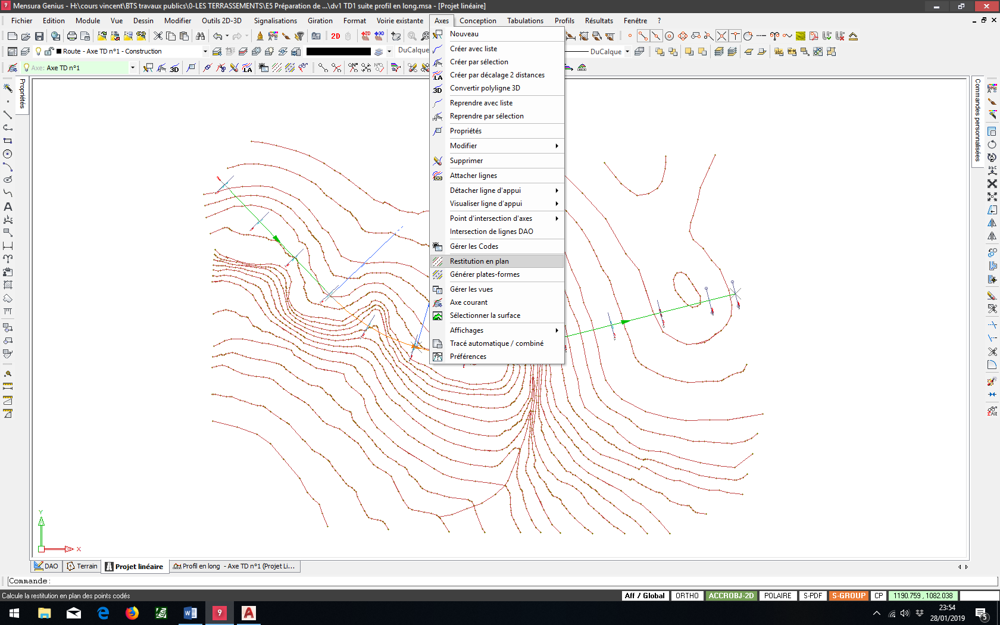 9 Mensura Genius - H:\cours vincent\BTS travaux publics\0-LES TERRASSEMENTS\E5 Préparation de ...\dv1 TD1 suite profil en long.msa - [Projet linéaire]
Fichier Edition Module Vue Dessin Modifier Outils 2D-3D Signalisations Giration Format Voirie existante Axes Conception Tabulations Profils Résultats Fenêtre ?
Aff 2D
Route - Axe TD n°1 - Construction DuCalque DuCalque
Axe: Axe TD n°1 3D LA
Propriétés
Commandes personnalisées
Nouveau
Créer avec liste
Créer par sélection
Créer par décalage 2 distances
Convertir polyligne 3D
Reprendre avec liste
Reprendre par sélection
Propriétés
Modifier
Supprimer
Attacher lignes
Détacher ligne d'appui
Visualiser ligne d'appui
Point d'intersection d'axes
Intersection de lignes DAO
Gérer les Codes
Restitution en plan
Générer plates-formes
Gérer les vues
Axe courant
Sélectionner la surface
Affichages
Tracé automatique / combiné
Préférences
Y
X
DAO Terrain Projet linéaire Profil en long - Axe TD n°1 (Projet Li...
Commande:
Calcule la restitution en plan des points codés Aff / Global ORTHO ACCROBJ-2D POLAIRE S-PDF S-GROUP CP 1190.759 , 1082.038
23:54
28/01/2019
5